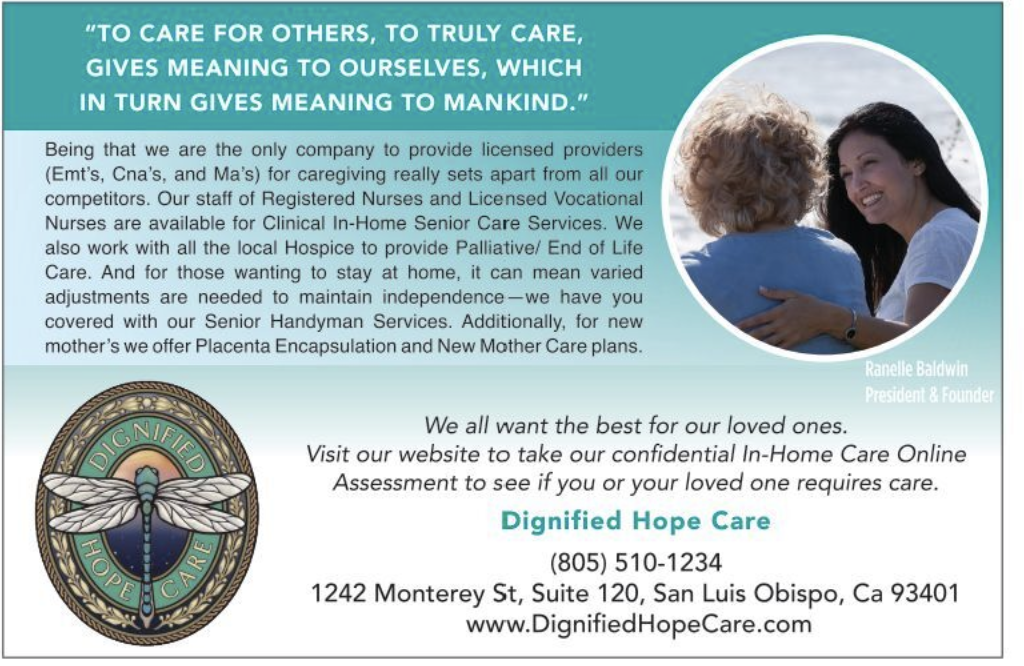 "TO CARE FOR OTHERS, TO TRULY CARE,
GIVES MEANING TO OURSELVES, WHICH
IN TURN GIVES MEANING TO MANKIND."
Being that we are the only company to provide licensed providers
(Emt's, Cna's, and Ma's) for caregiving really sets apart from all our
competitors. Our staff of Registered Nurses and Licensed Vocational
Nurses are available for Clinical In-Home Senior Care Services. We
also work with all the local Hospice to provide Palliative/ End of Life
Care. And for those wanting to stay at home, it can mean varied
adjustments are needed to maintain independence—we have you
covered with our Senior Handyman Services. Additionally, for new
mother's we offer Placenta Encapsulation and New Mother Care plans.
Ranelle Baldwin
President & Founder
DIGNIFIED
HOPE CARE
We all want the best for our loved ones.
Visit our website to take our confidential In-Home Care Online
Assessment to see if you or your loved one requires care.
Dignified Hope Care
(805) 510-1234
1242 Monterey St, Suite 120, San Luis Obispo, Ca 93401
www.DignifiedHopeCare.com